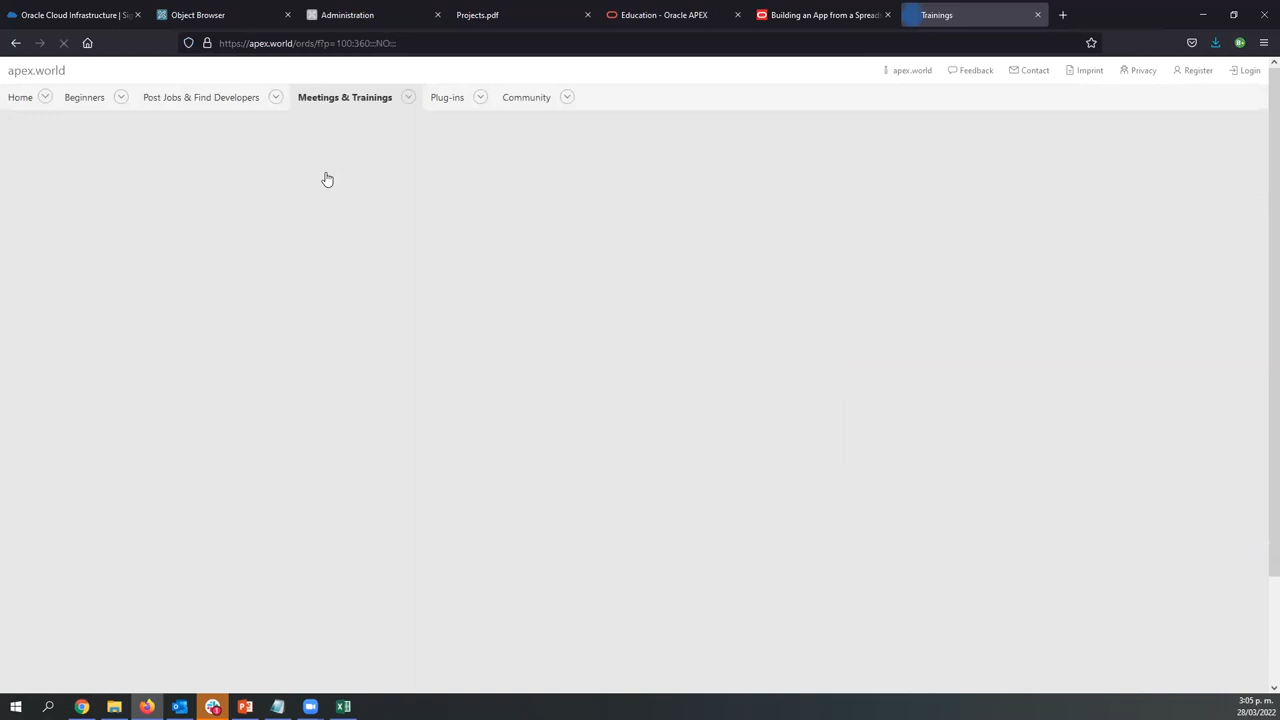 Oracle Cloud Infrastructure | Sig
Object Browser
Administration
Projects.pdf
Education - Oracle APEX
Building an App from a Spreads
Trainings
https://apex.world/ords/f?p=100:360:::NO:::
apex.world
apex.world
Feedback
Contact
Imprint
Privacy
Register
Login
Home
Beginners
Post Jobs & Find Developers
Meetings & Trainings
Plug-ins
Community
3:05 p. m.
28/03/2022